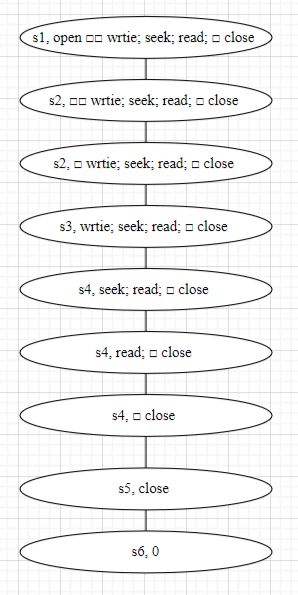 s1, open □□ wrtie; seek; read; □ close
s2, □□ wrtie; seek; read; □ close
s2, □ wrtie; seek; read; □ close
s3, wrtie; seek; read; □ close
s4, seek; read; □ close
s4, read; □ close
s4, □ close
s5, close
s6, 0